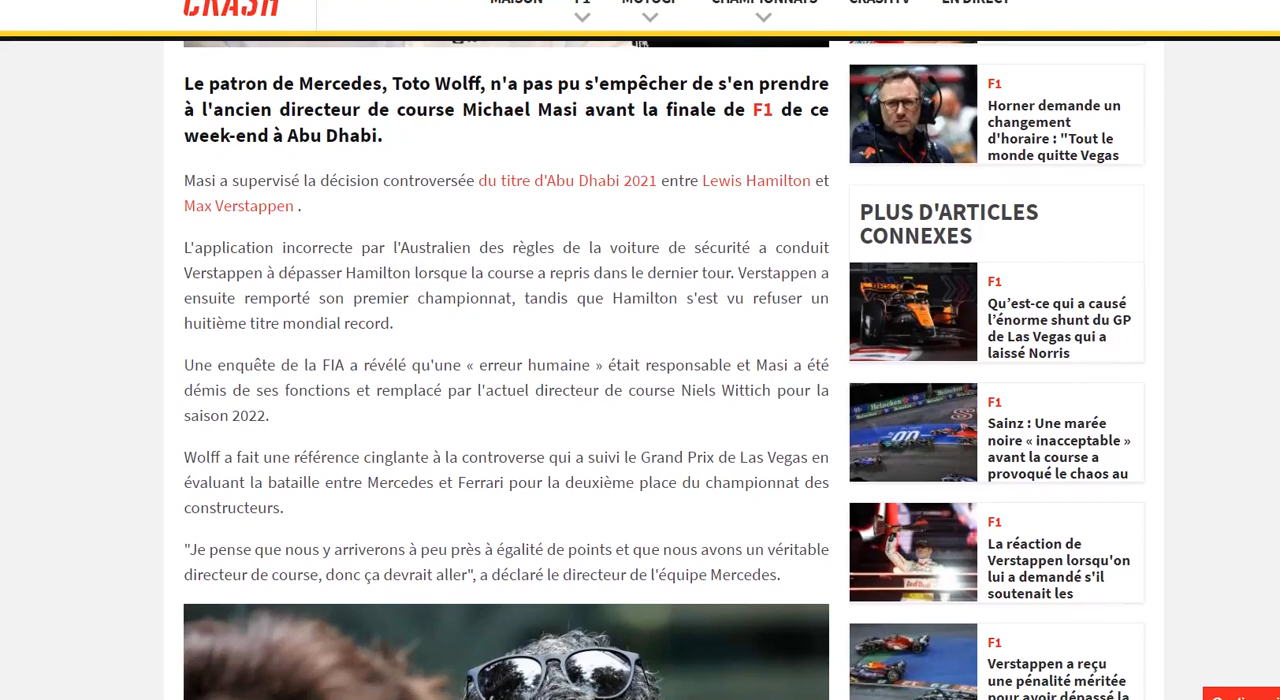 CRASH
MAISON F1 MOTOGP CHAMPIONNATS CRASHTV EN DIRECT
Le patron de Mercedes, Toto Wolff, n'a pas pu s'empêcher de s'en prendre
à l'ancien directeur de course Michael Masi avant la finale de F1 de ce
week-end à Abu Dhabi.
Masi a supervisé la décision controversée du titre d'Abu Dhabi 2021 entre Lewis Hamilton et
Max Verstappen .
L'application incorrecte par l'Australien des règles de la voiture de sécurité a conduit
Verstappen à dépasser Hamilton lorsque la course a repris dans le dernier tour. Verstappen a
ensuite remporté son premier championnat, tandis que Hamilton s'est vu refuser un
huitième titre mondial record.
Une enquête de la FIA a révélé qu'une « erreur humaine » était responsable et Masi a été
démis de ses fonctions et remplacé par l'actuel directeur de course Niels Wittich pour la
saison 2022.
Wolff a fait une référence cinglante à la controverse qui a suivi le Grand Prix de Las Vegas en
évaluant la bataille entre Mercedes et Ferrari pour la deuxième place du championnat des
constructeurs.
"Je pense que nous y arriverons à peu près à égalité de points et que nous avons un véritable
directeur de course, donc ça devrait aller", a déclaré le directeur de l'équipe Mercedes.
F1
Horner demande un
changement
d'horaire : "Tout le
monde quitte Vegas
PLUS D'ARTICLES
CONNEXES
F1
Qu’est-ce qui a causé
l’énorme shunt du GP
de Las Vegas qui a
laissé Norris
F1
Sainz : Une marée
noire « inacceptable »
avant la course a
provoqué le chaos au
F1
La réaction de
Verstappen lorsqu'on
lui a demandé s'il
soutenait les
F1
Verstappen a reçu
une pénalité méritée
pour avoir dépassé la